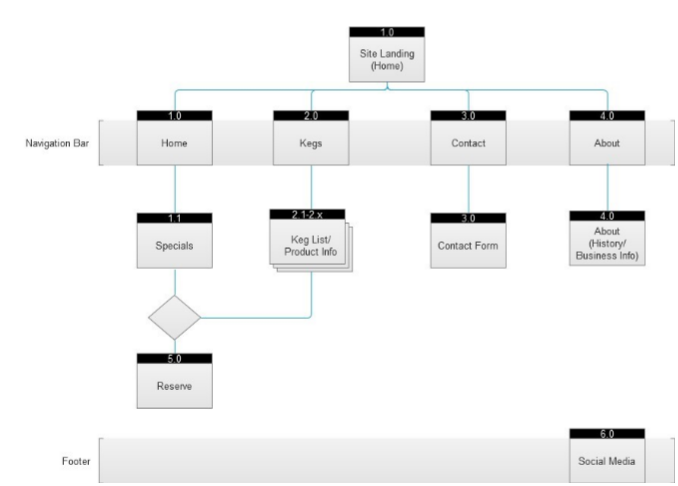 1.0
Site Landing
(Home)
Navigation Bar
1.0
Home
2.0
Kegs
3.0
Contact
4.0
About
1.1
Specials
2.1-2.x
Keg List/
Product Info
3.0
Contact Form
4.0
About
(History/
Business Info)
5.0
Reserve
Footer
6.0
Social Media